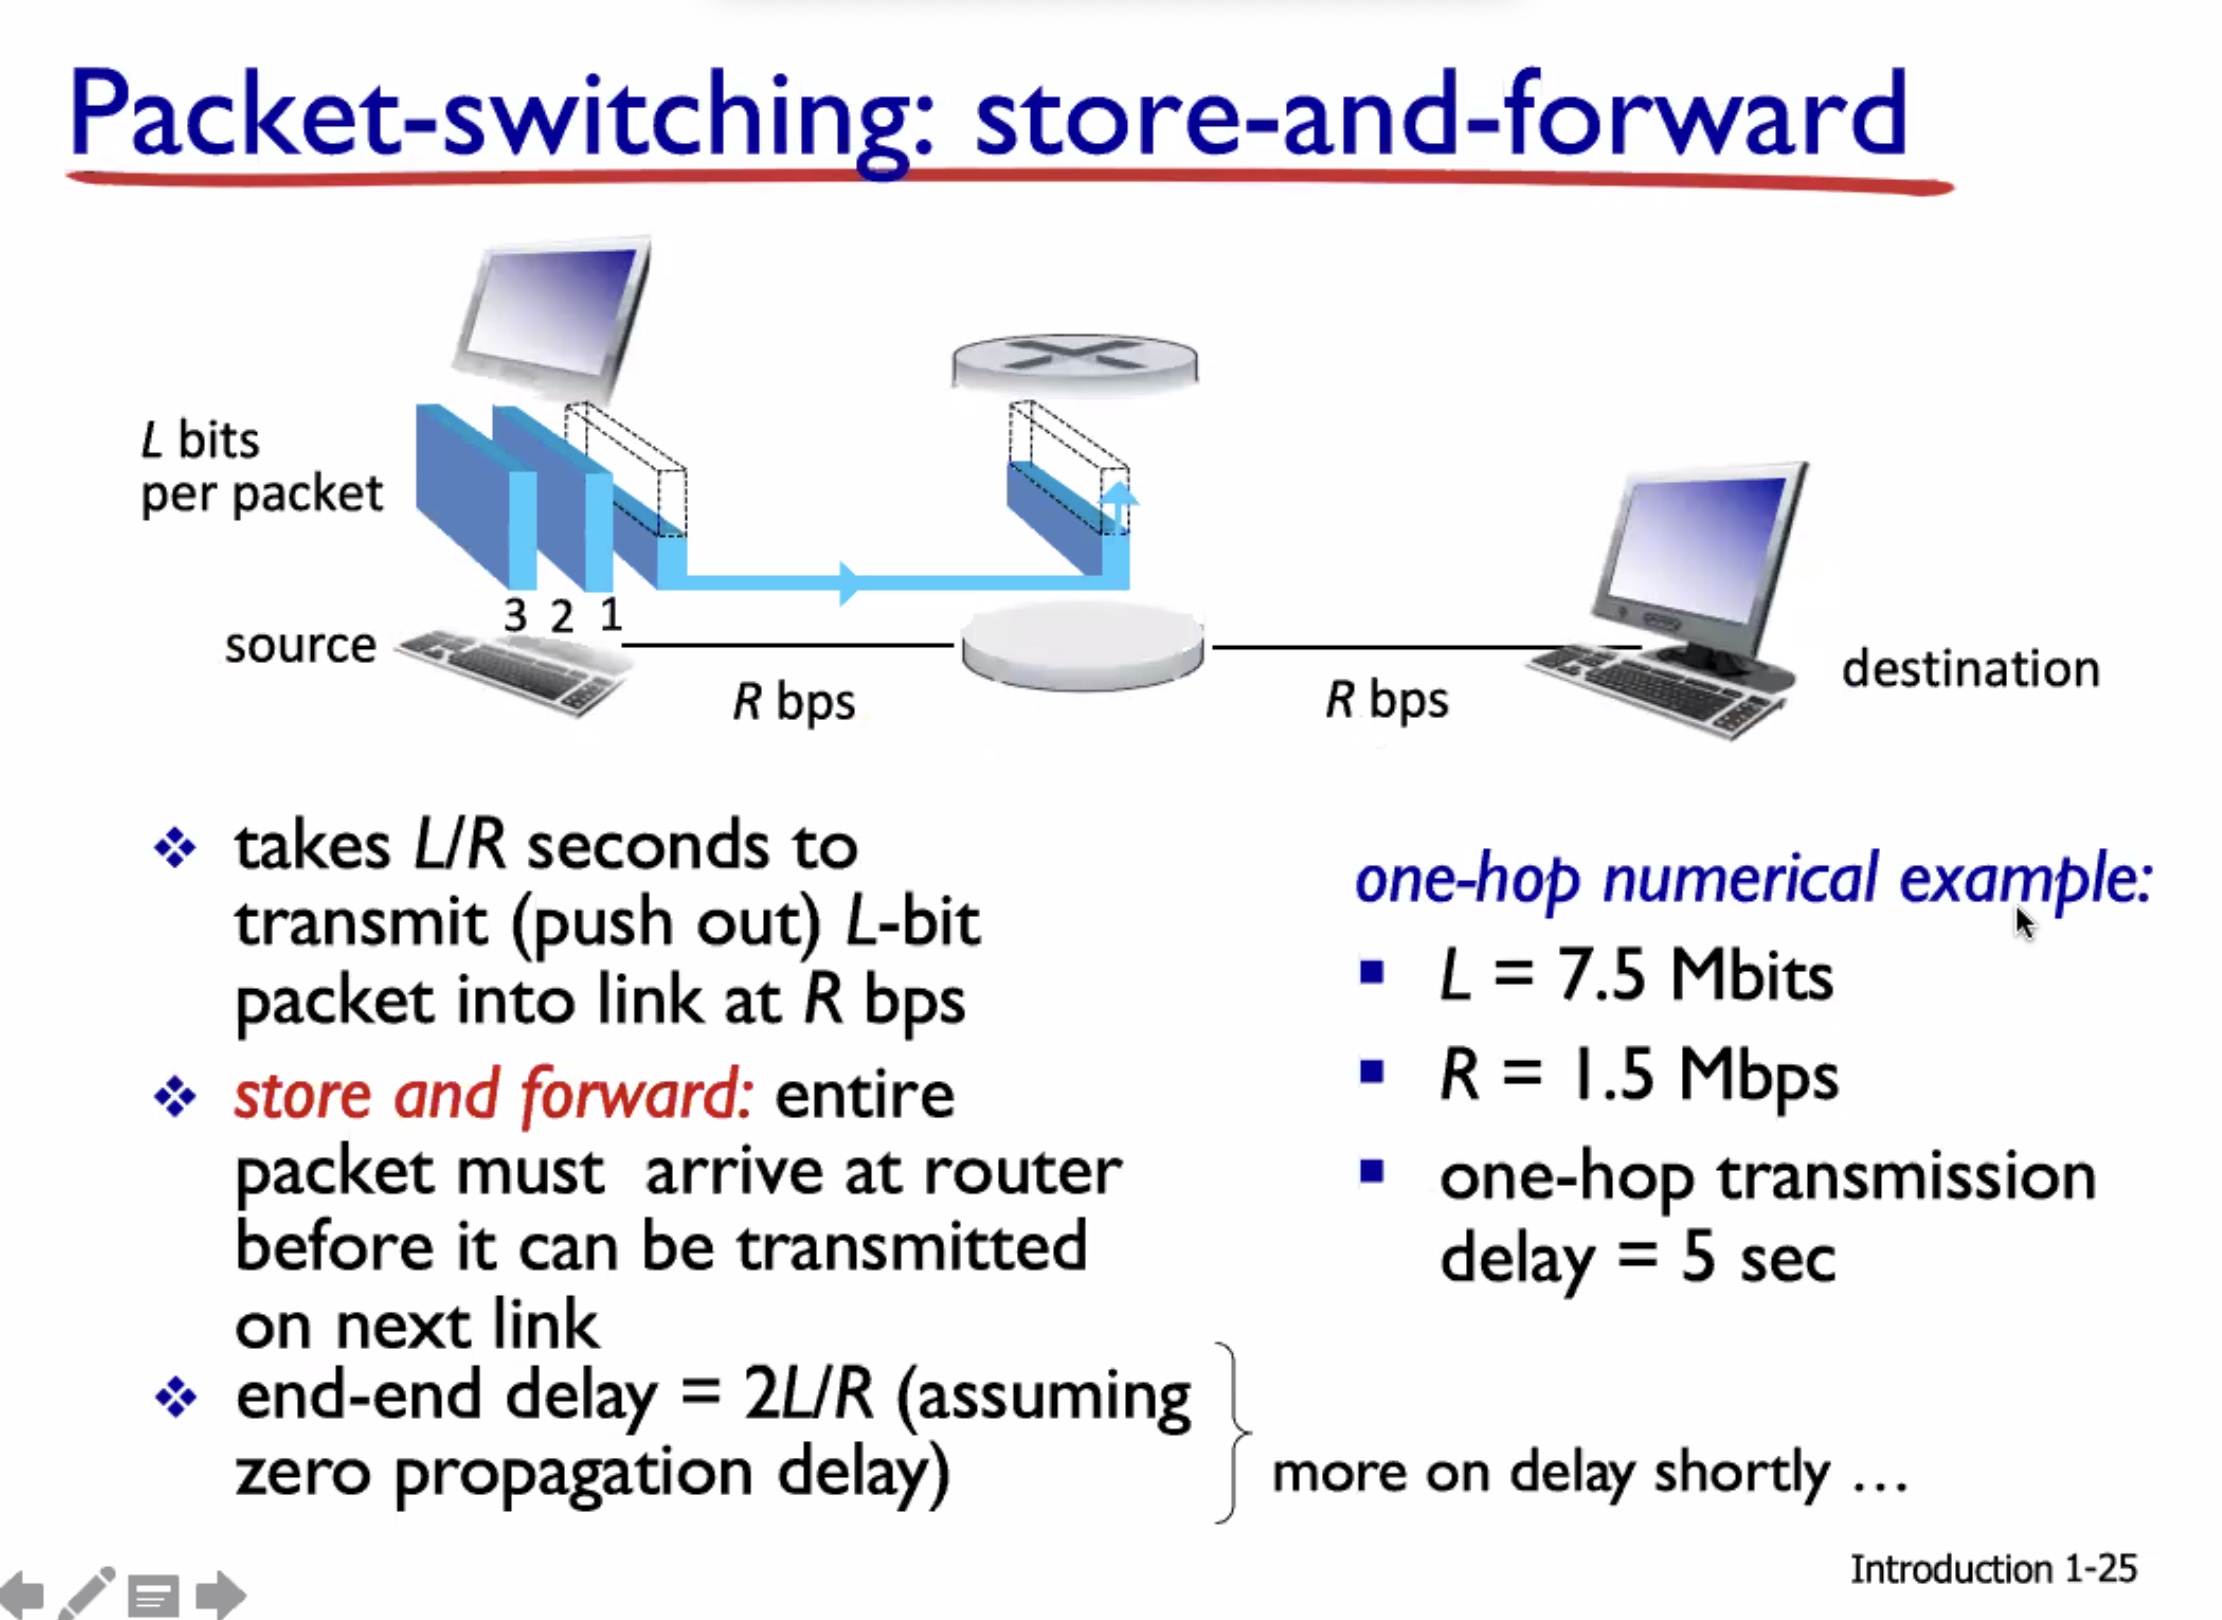 Packet-switching: store-and-forward
L bits
per packet
3 2 1
source
R bps
R bps
destination
takes L/R seconds to
transmit (push out) L-bit
packet into link at R bps
store and forward: entire
packet must arrive at router
before it can be transmitted
on next link
end-end delay = 2L/R (assuming
zero propagation delay)
one-hop numerical example:
L = 7.5 Mbits
R = 1.5 Mbps
one-hop transmission
delay = 5 sec
more on delay shortly …
Introduction 1-25